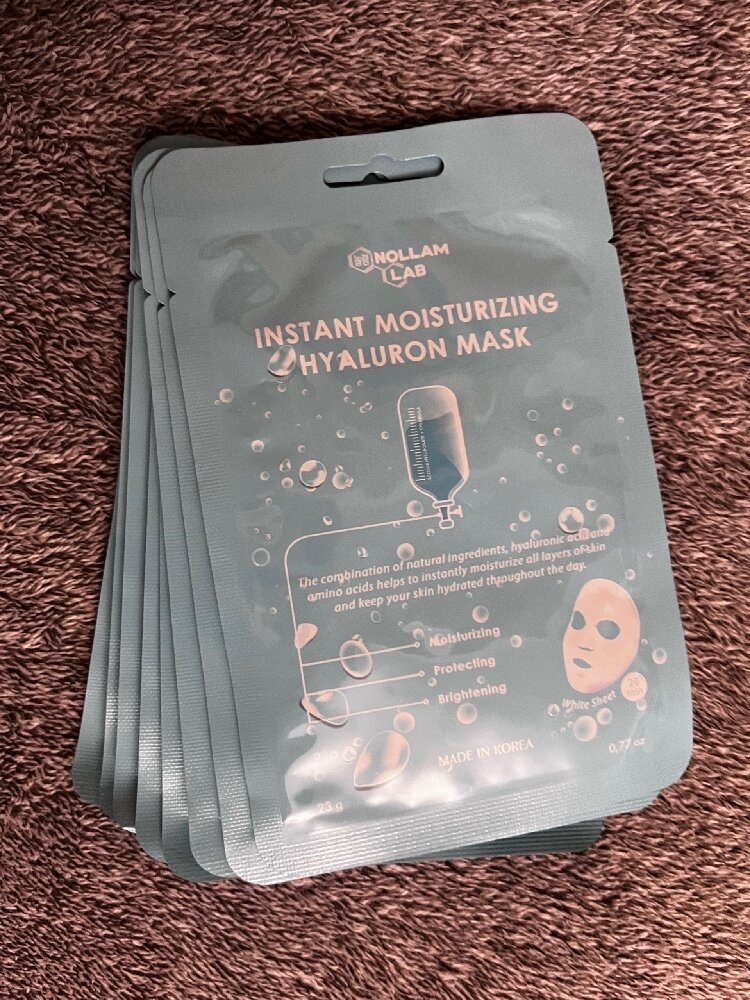 NOLLAM
LAB
INSTANT MOISTURIZING
HYALURON MASK
The combination of natural ingredients, hyaluronic acid and
amino acids helps to instantly moisturize all layers of skin
and keep your skin hydrated throughout the day.
Moisturizing
Protecting
Brightening
White Sheet
MADE IN KOREA
23 g
0,77 oz